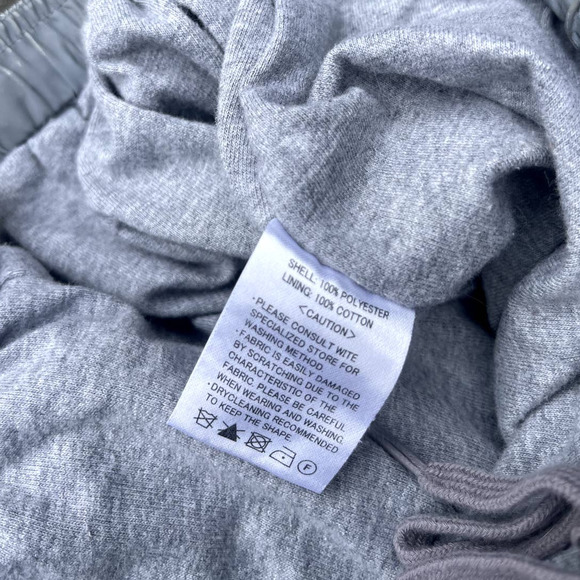 SHELL: 100% POLYESTER
LINING: 100% COTTON
<CAUTION>
・PLEASE CONSULT WITE
SPECIALIZED STORE FOR
WASHING METHOD
・FABRIC IS EASILY DAMAGED
BY SCRATCHING DUE TO THE
CHARACTERISTIC OF THE
FABRIC. PLEASE BE CAREFUL
WHEN WEARING AND WASHING.
・DRYCLEANING RECOMMENDED
TO KEEP THE SHAPE.
F